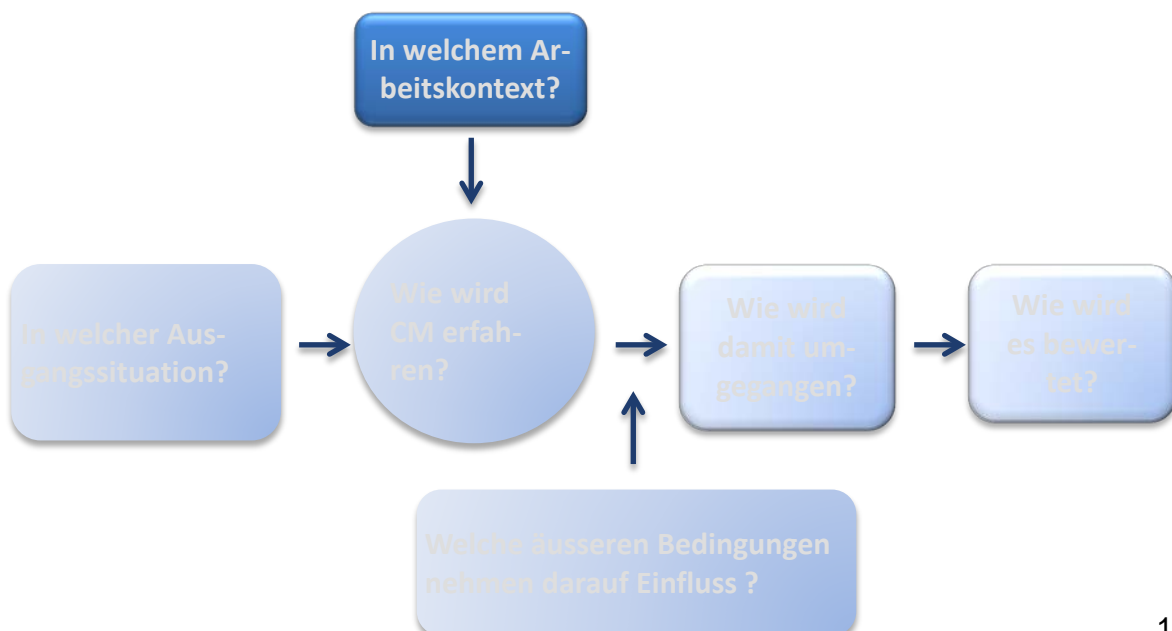 In welchem Ar-
beitskontext?
In welcher Aus-
gangssituation?
Wie wird
CM erfah-
ren?
Wie wird
damit um-
gegangen?
Wie wird
es bewer-
tet?
Welche äusseren Bedingungen
nehmen darauf Einfluss ?
1